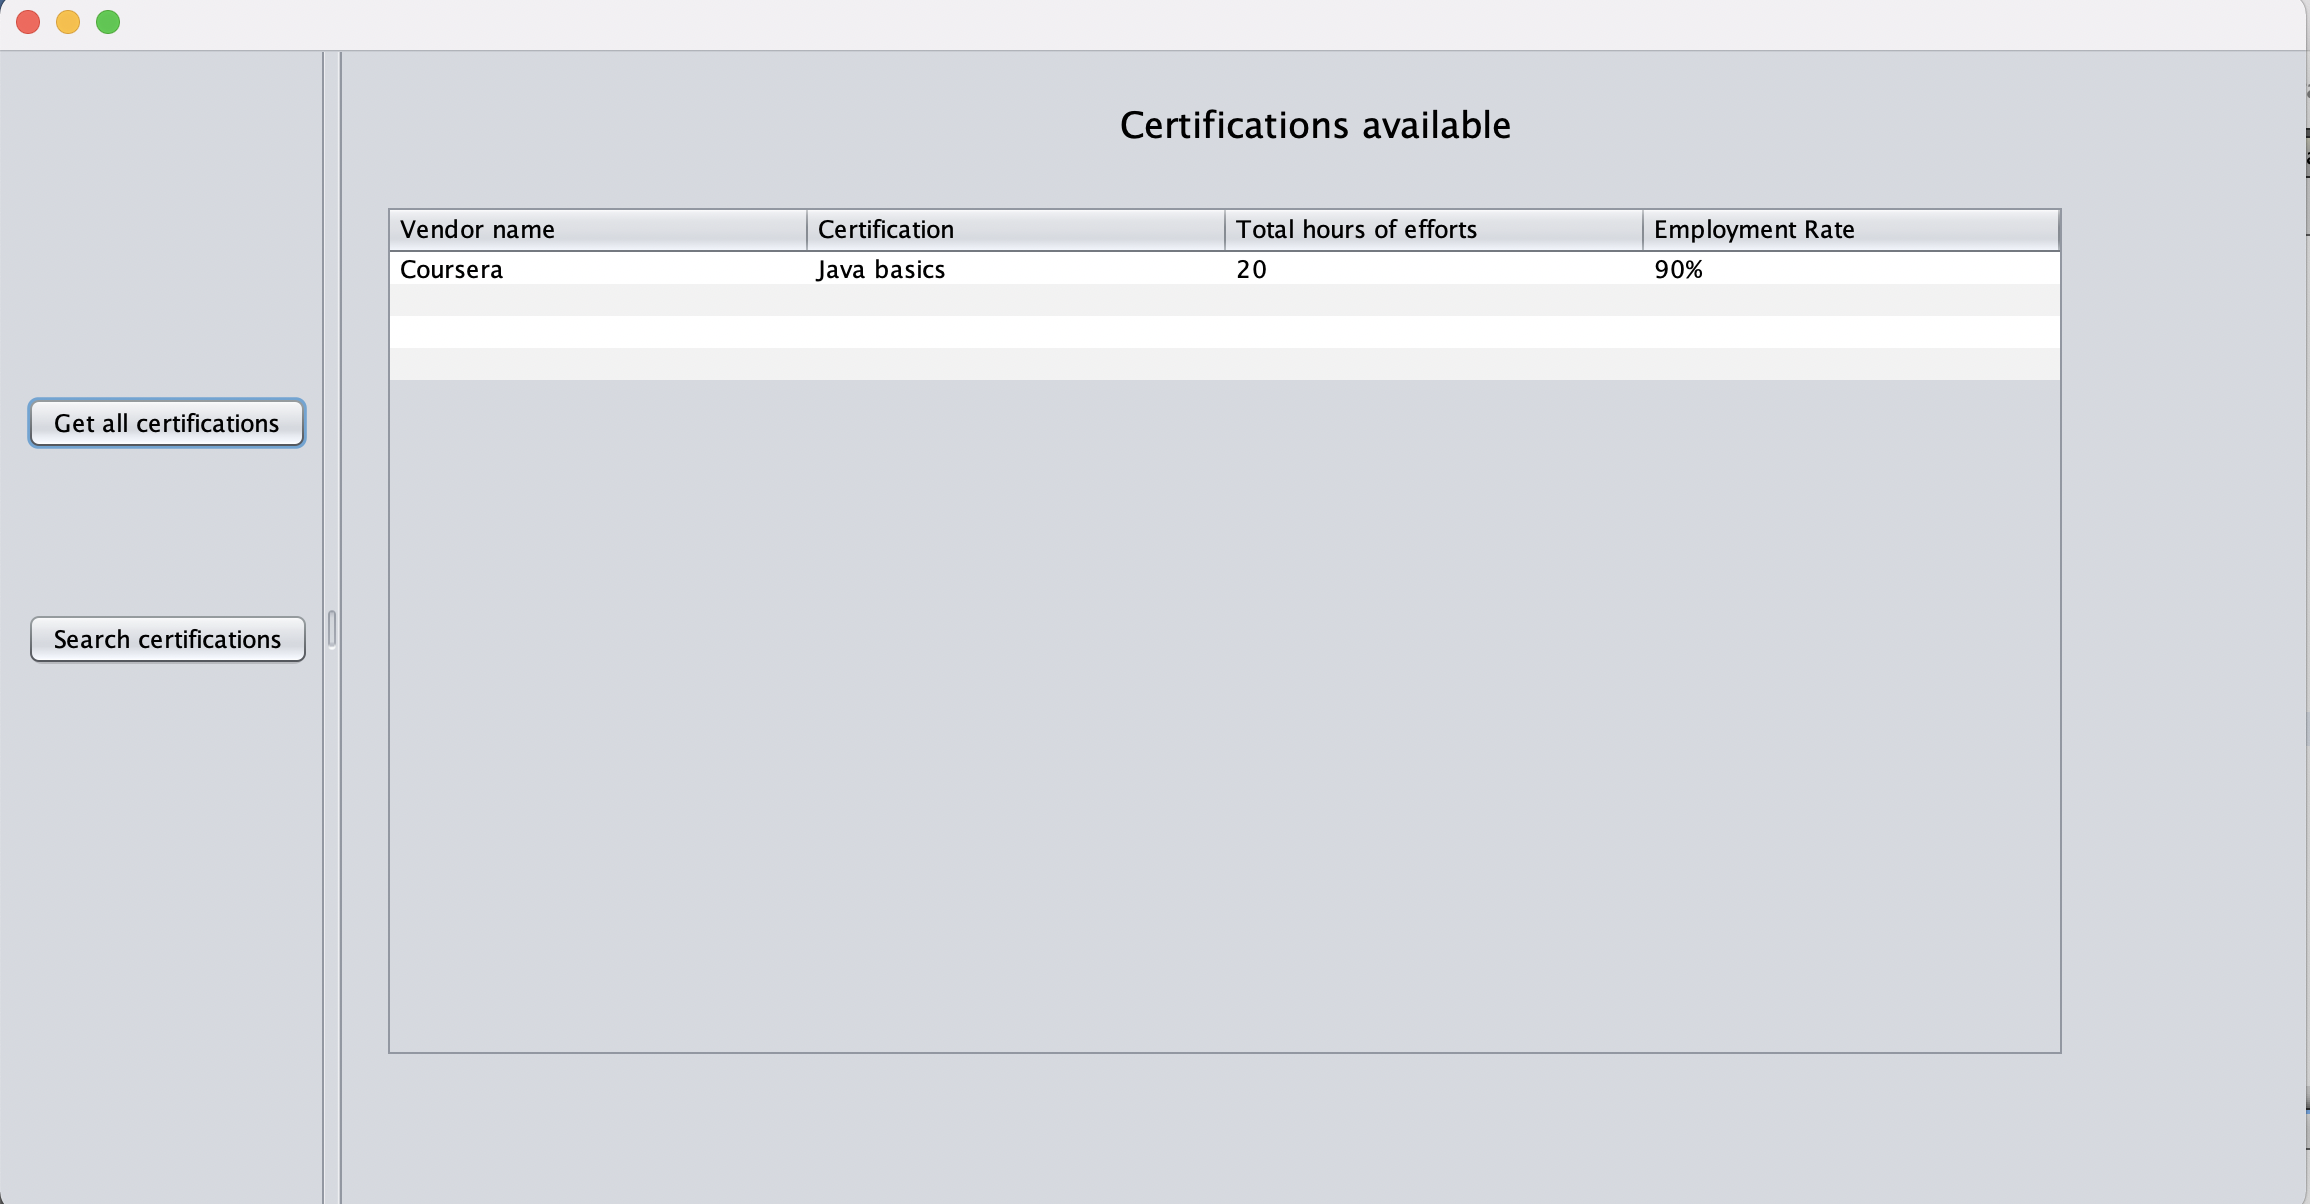 Certifications available
Vendor name Certification Total hours of efforts Employment Rate
Coursera Java basics 20 90%
Get all certifications
Search certifications